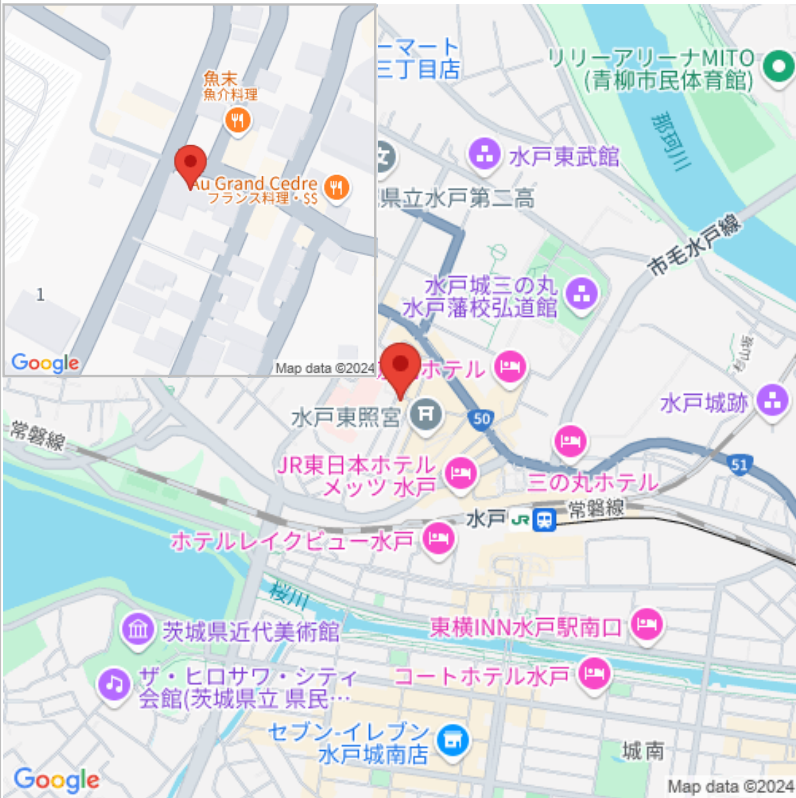 魚末
魚介料理
Au Grand Cedre
フランス料理・$$
1
Google
Map data ©2024
ーマート
三丁目店
リリーアリーナMITO
(青柳市民体育館)
那珂川
水戸東武館
県立水戸第二高
市毛水戸線
水戸城三の丸
水戸藩校弘道館
杉山坂
ホテル
水戸城跡
水戸東照宮
50
常磐線
JR東日本ホテル
メッツ 水戸
三の丸ホテル
51
水戸
JR
常磐線
ホテルレイクビュー水戸
桜川
茨城県近代美術館
東横INN水戸駅南口
ザ・ヒロサワ・シティ
会館(茨城県立 県民…
コートホテル水戸
セブン-イレブン
水戸城南店
城南
Google
Map data ©2024